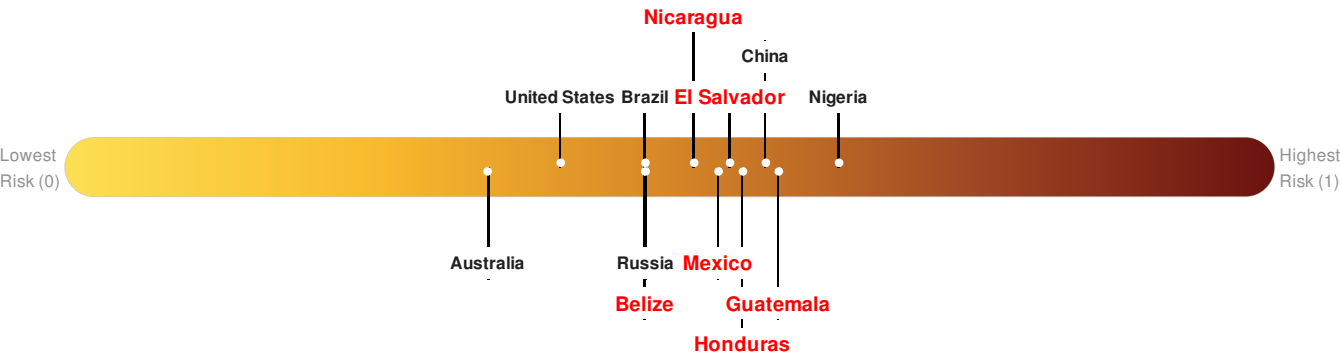 Nicaragua
China
United States Brazil El Salvador Nigeria
Lowest
Risk (0)
Highest
Risk (1)
Australia Russia Mexico
Belize Guatemala
Honduras